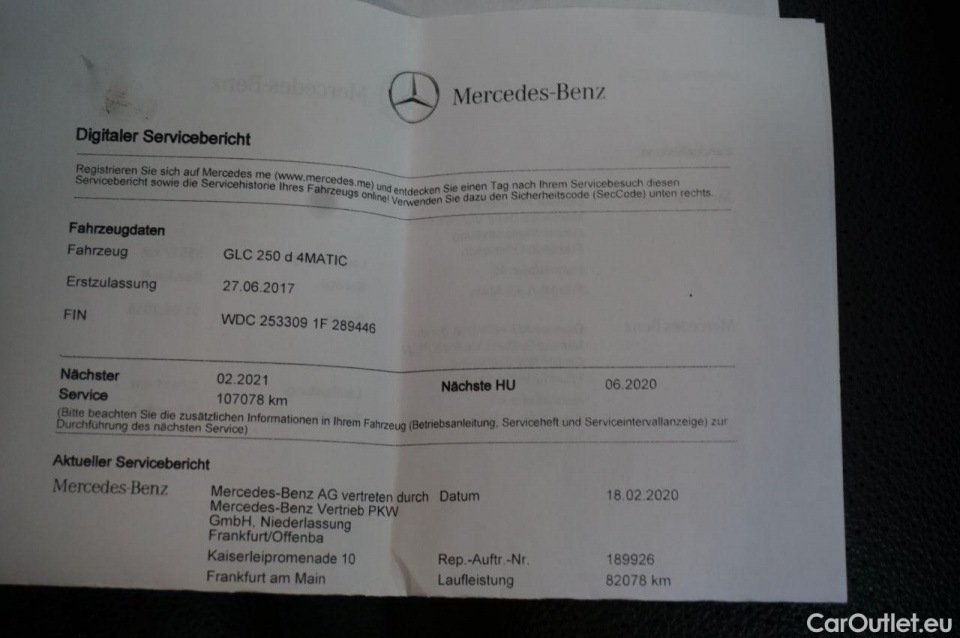 Mercedes-Benz
Digitaler Servicebericht
Registrieren Sie sich auf Mercedes me (www.mercedes.me) und entdecken Sie einen Tag nach Ihrem Servicebesuch diesen
Servicebericht sowie die Servicehistorie Ihres Fahrzeugs online! Verwenden Sie dazu den Sicherheitscode (SecCode) unten rechts.
Fahrzeugdaten
Fahrzeug GLC 250 d 4MATIC
Erstzulassung 27.06.2017
FIN WDC 253309 1F 289446
Nächster 02.2021 Nächste HU 06.2020
Service 107078 km
(Bitte beachten Sie die zusätzlichen Informationen in Ihrem Fahrzeug (Betriebsanleitung, Serviceheft und Serviceintervallanzeige) zur
Durchführung des nächsten Service)
Aktueller Servicebericht
Mercedes-Benz Mercedes-Benz AG vertreten durch Datum 18.02.2020
Mercedes-Benz Vertrieb PKW
GmbH, Niederlassung
Frankfurt/Offenba
Kaiserleipromenade 10 Rep.-Auftr.-Nr. 189926
Frankfurt am Main Laufleistung 82078 km
CarOutlet.eu